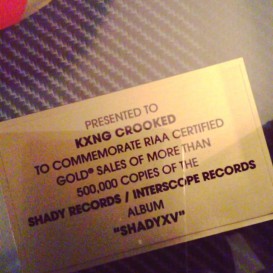 PRESENTED TO
KXNG CROOKED
TO COMMEMORATE RIAA CERTIFIED
GOLD® SALES OF MORE THAN
500,000 COPIES OF THE
SHADY RECORDS / INTERSCOPE RECORDS
ALBUM
"SHADYXV"